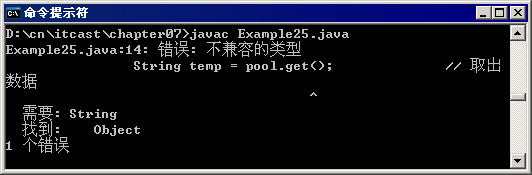 命令提示符
D:\cn\itcast\chapter07>javac Example25.java
Example25.java:14: 错误: 不兼容的类型
String temp = pool.get(); // 取出
数据
^
需要: String
找到: Object
1 个错误